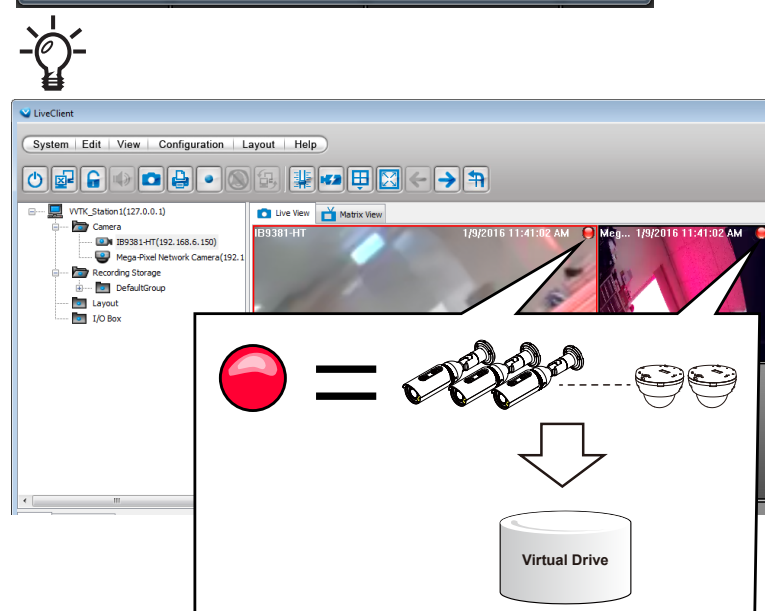 LiveClient
System Edit View Configuration Layout Help
VVTK_Station1(127.0.0.1)
Camera
IB9381-HT(192.168.6.150)
Mega-Pixel Network Camera(192.1
Recording Storage
DefaultGroup
Layout
I/O Box
Live View Matrix View
IB9381-HT 1/9/2016 11:41:02 AM
Meg... 1/9/2016 11:41:02 AM
Virtual Drive